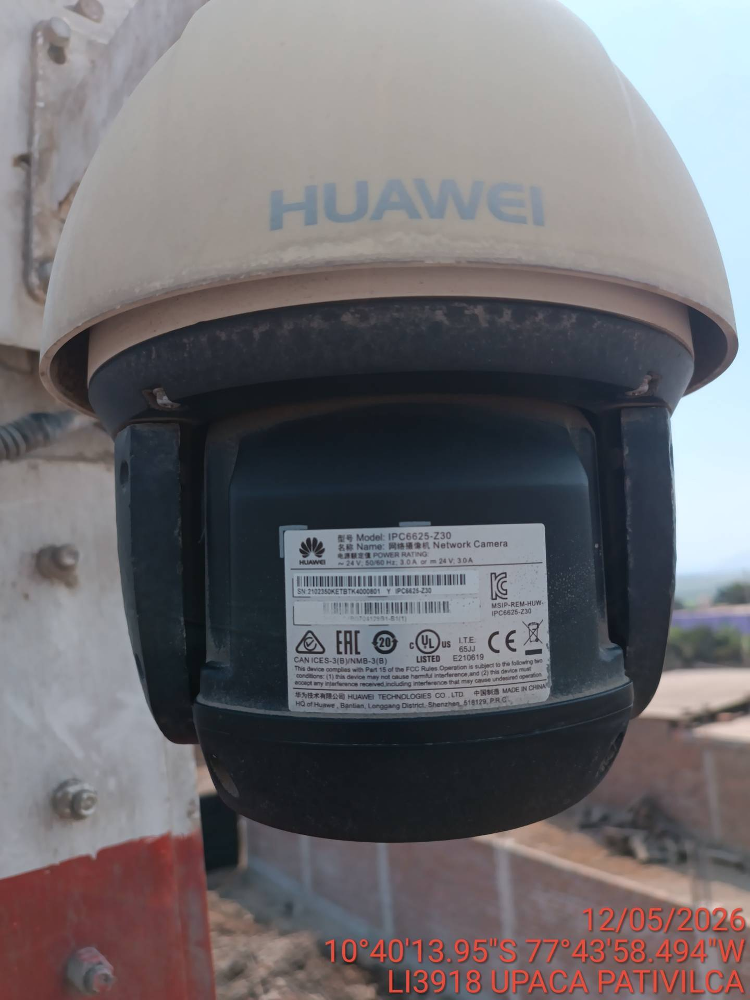 HUAWEI
型号 Model: IPC6625-Z30
名称 Name: 网络摄像机 Network Camera
电源额定值 POWER RATING:
~ 24 V; 50/60 Hz; 3.0 A or ⎓ 24 V; 3.0 A
HUAWEI
SN:2102350KETBTK4000801 Y IPC6625-Z30
MSIP-REM-HUW-
IPC6625-Z30
EAC
20
c UL us
LISTED
I.T.E.
65JJ
E210619
CE
CAN ICES-3(B)/NMB-3(B)
This device complies with Part 15 of the FCC Rules.Operation is subject to the following two
conditions: (1) this device may not cause harmful interference,and (2) this device must
accept any interference received,including interference that may cause undesired operation.
华为技术有限公司 HUAWEI TECHNOLOGIES CO.,LTD. 中国制造 MADE IN CHINA
HQ of Huawe , Bantian, Longgang District, Shenzhen, 518129, P.R.C
12/05/2026
10°40'13.95"S 77°43'58.494"W
LI3918 UPACA PATIVILCA